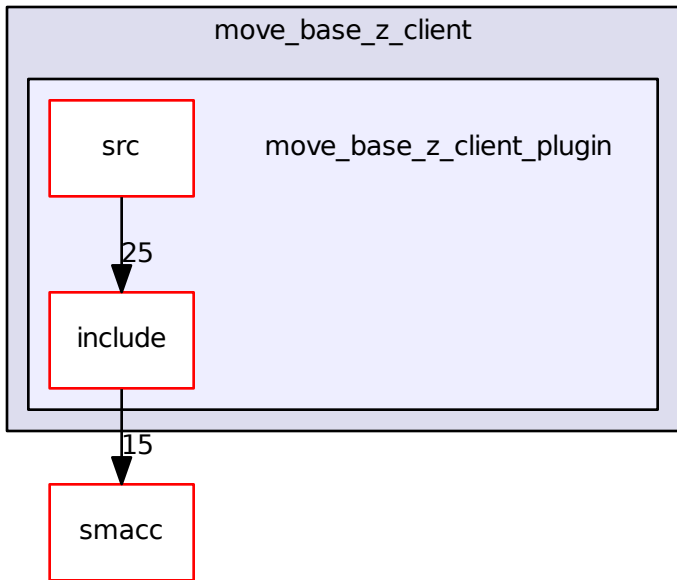 move_base_z_client
src
move_base_z_client_plugin
25
include
15
smacc